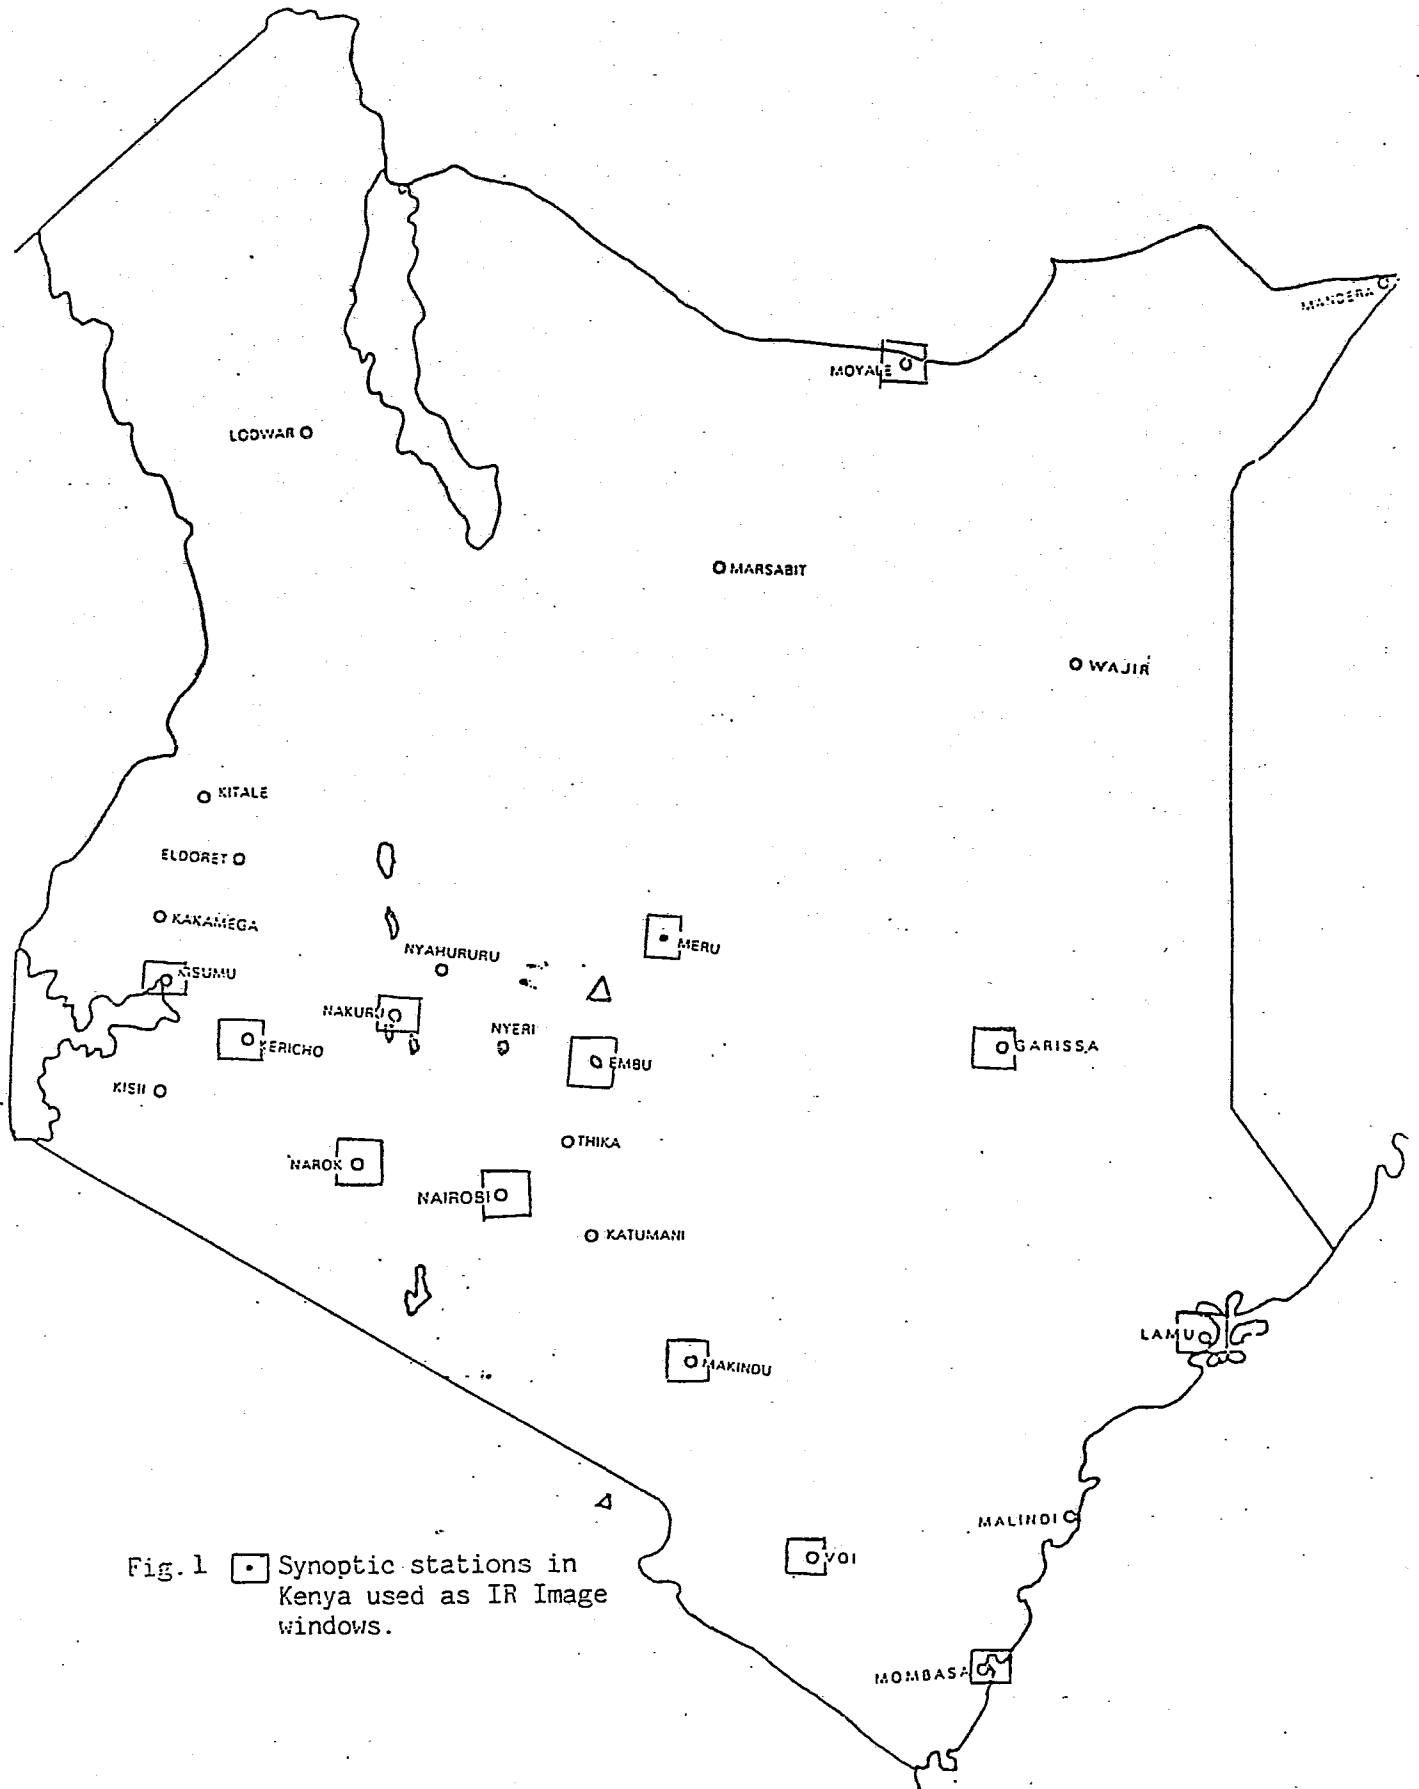 MANDERA
MOYALE
LODWAR
MARSABIT
WAJIR
KITALE
ELDORET
KAKAMEGA
NYAHURURU
MERU
KISUMU
NAKURU
NYERI
KERICHO
EMBU
GARISSA
KISII
THIKA
NAROK
NAIROBI
KATUMANI
LAMU
MAKINDU
MALINDI
VOI
Fig. 1 Synoptic stations in
Kenya used as IR Image
windows.
MOMBASA